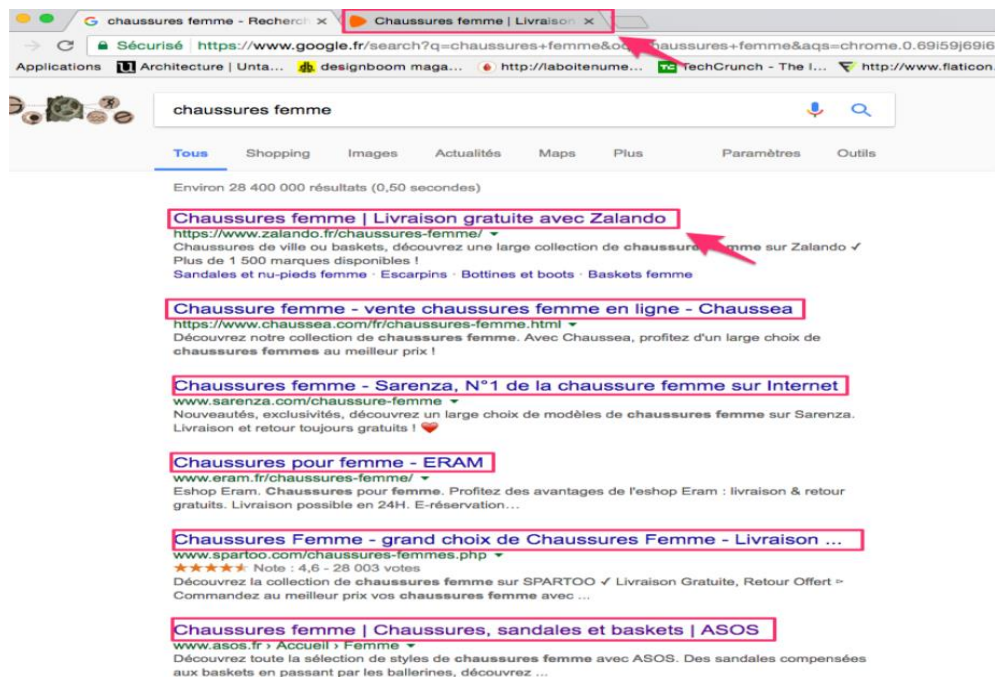 chaussures femme - Recherch
Chaussures femme | Livraison
Sécurisé https://www.google.fr/search?q=chaussures+femme&oq haussures+femme&aqs=chrome.0.69i59j69i6
Applications Architecture | Unta... designboom maga... http://laboitenume... TechCrunch - The I... http://www.flaticon.
chaussures femme
Tous Shopping Images Actualités Maps Plus Paramètres Outils
Environ 28 400 000 résultats (0,50 secondes)
Chaussures femme | Livraison gratuite avec Zalando
https://www.zalando.fr/chaussures-femme/
Chaussures de ville ou baskets, découvrez une large collection de chaussure emme sur Zalando ✓
Plus de 1 500 marques disponibles !
Sandales et nu-pieds femme · Escarpins · Bottines et boots · Baskets femme
Chaussure femme - vente chaussures femme en ligne - Chaussea
https://www.chaussea.com/fr/chaussures-femme.html
Découvrez notre collection de chaussures femme. Avec Chaussea, profitez d'un large choix de
chaussures femmes au meilleur prix !
Chaussures femme - Sarenza, N°1 de la chaussure femme sur Internet
www.sarenza.com/chaussure-femme
Nouveautés, exclusivités, découvrez un large choix de modèles de chaussures femme sur Sarenza.
Livraison et retour toujours gratuits !
Chaussures pour femme - ERAM
www.eram.fr/chaussures-femme/
Eshop Eram. Chaussures pour femme. Profitez des avantages de l'eshop Eram : livraison & retour
gratuits. Livraison possible en 24H. E-réservation...
Chaussures Femme - grand choix de Chaussures Femme - Livraison ...
www.spartoo.com/chaussures-femmes.php
Note : 4,6 - 28 003 votes
Découvrez la collection de chaussures femme sur SPARTOO ✓ Livraison Gratuite, Retour Offert
Commandez au meilleur prix vos chaussures femme avec ...
Chaussures femme | Chaussures, sandales et baskets | ASOS
www.asos.fr › Accueil › Femme
Découvrez toute la sélection de styles de chaussures femme avec ASOS. Des sandales compensées
aux baskets en passant par les ballerines, découvrez ...